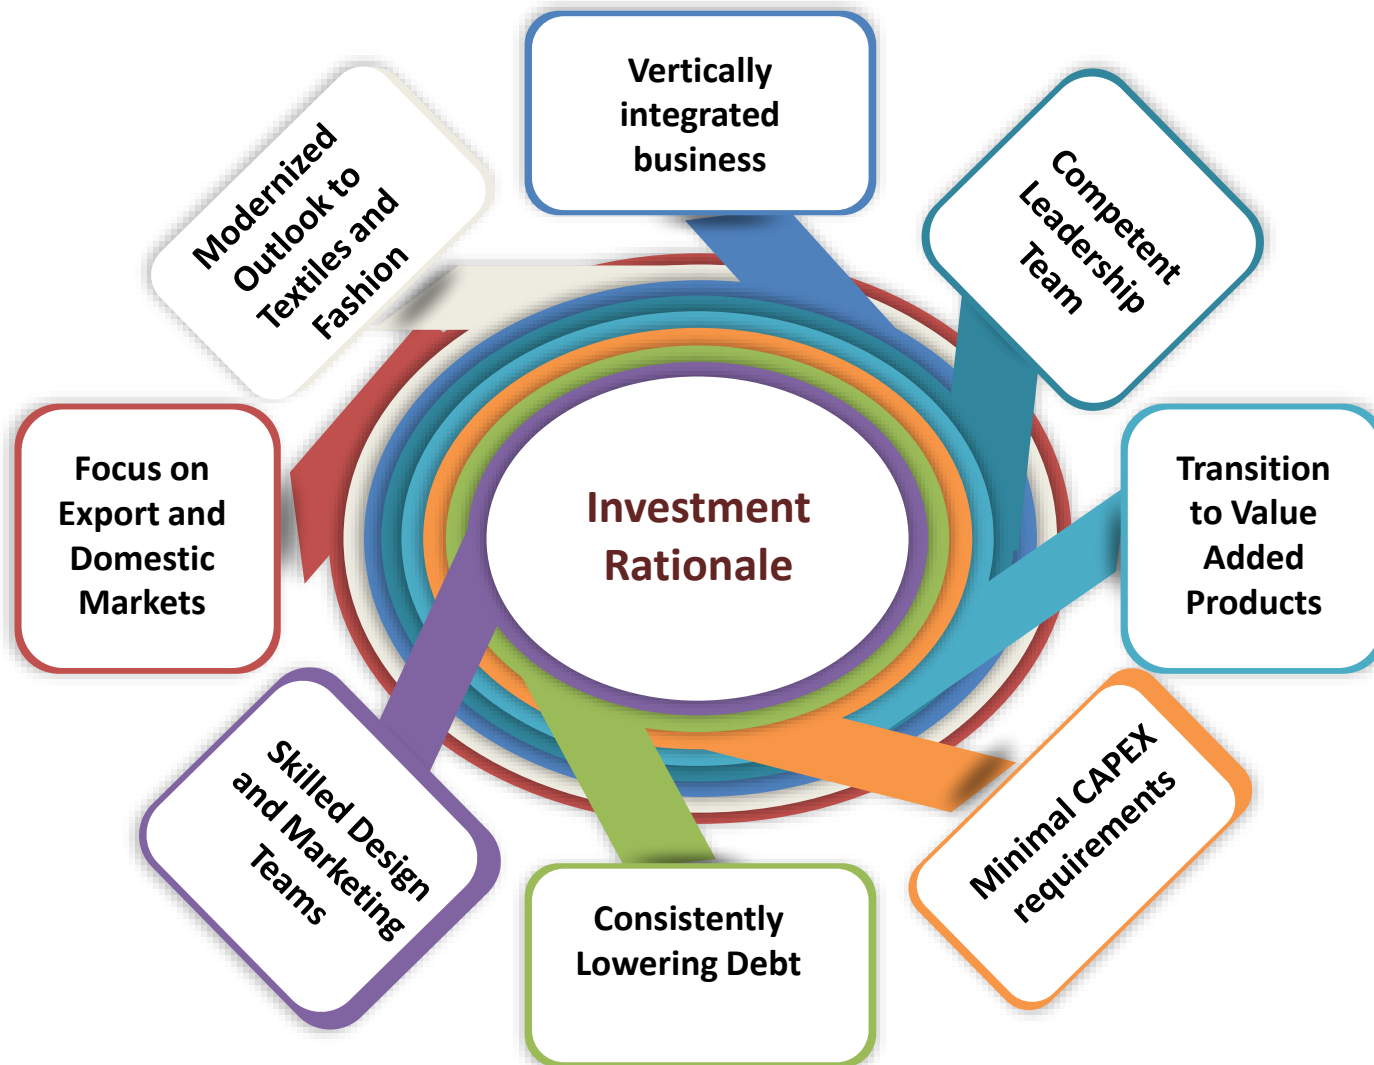 Vertically
integrated
business
Competent
Leadership
Team
Transition
to Value
Added
Products
Minimal CAPEX
requirements
Consistently
Lowering Debt
Skilled Design
and Marketing
Teams
Focus on
Export and
Domestic
Markets
Modernized
Outlook to
Textiles and
Fashion
Investment
Rationale